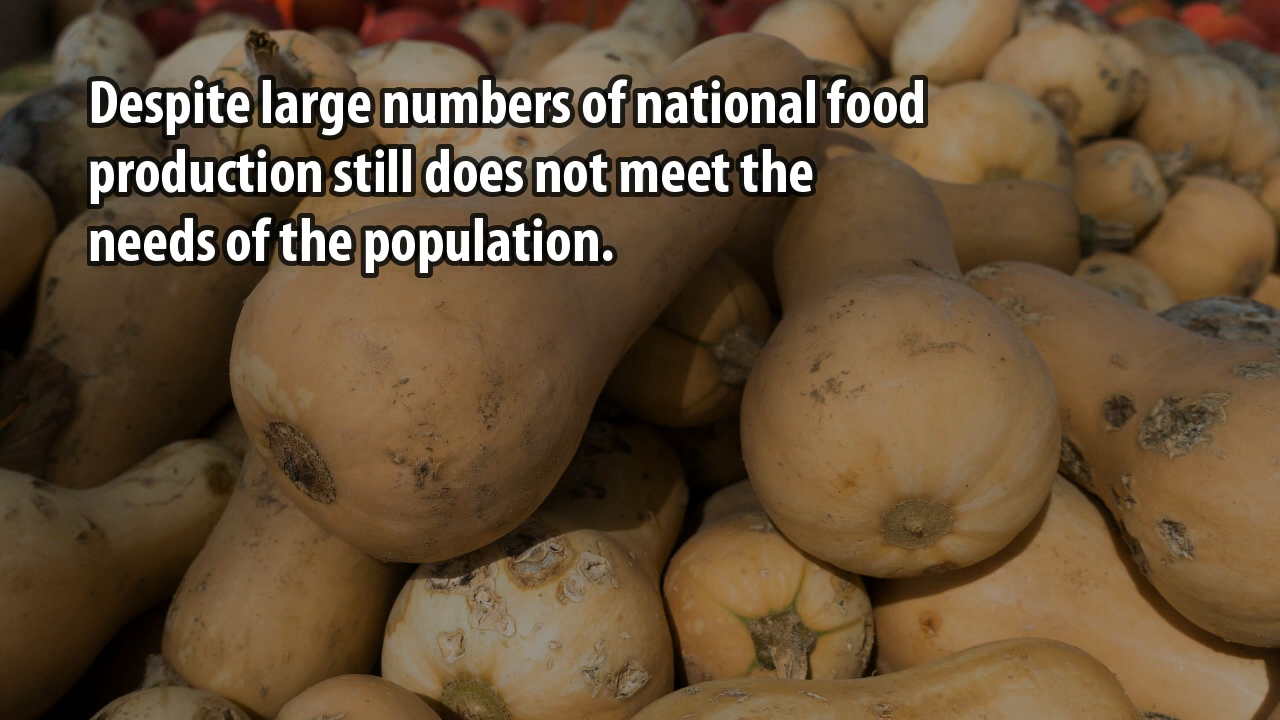 Despite large numbers of national food
production still does not meet the
needs of the population.